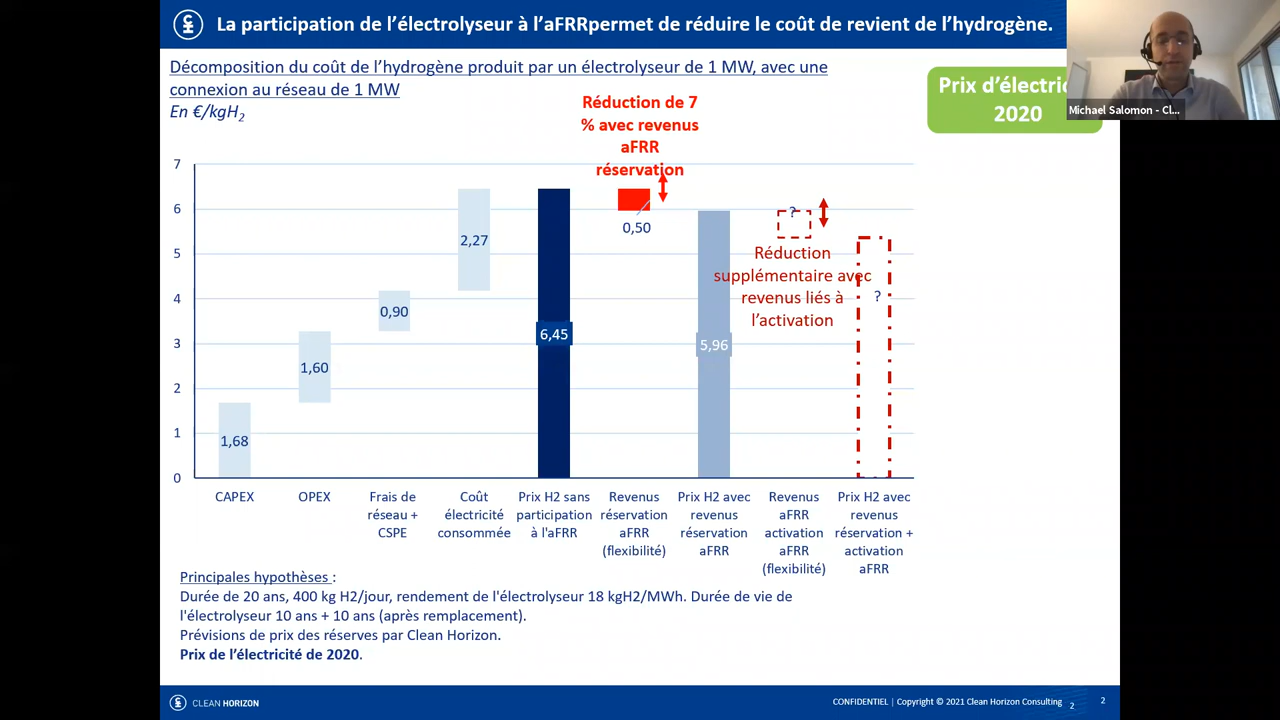 La participation de l'électrolyseur à l'aFRRpermet de réduire le coût de revient de l'hydrogène.
Décomposition du coût de l'hydrogène produit par un électrolyseur de 1 MW, avec une
connexion au réseau de 1 MW
En €/kgH2
Prix d'électric
2020
Michael Salomon - Cl...
Réduction de 7
% avec revenus
aFRR
réservation
7
6
5
4
3
2
1
0
1,68
1,60
0,90
2,27
6,45
0,50
5,96
?
Réduction
supplémentaire avec
revenus liés à
l'activation
?
CAPEX
OPEX
Frais de
réseau +
CSPE
Coût
électricité
consommée
Prix H2 sans
participation
à l'aFRR
Revenus
réservation
aFRR
(flexibilité)
Prix H2 avec
revenus
réservation
aFRR
Revenus
aFRR
activation
aFRR
(flexibilité)
Prix H2 avec
revenus
réservation +
activation
aFRR
Principales hypothèses :
Durée de 20 ans, 400 kg H2/jour, rendement de l'électrolyseur 18 kgH2/MWh. Durée de vie de
l'électrolyseur 10 ans + 10 ans (après remplacement).
Prévisions de prix des réserves par Clean Horizon.
Prix de l'électricité de 2020.
CLEAN HORIZON
CONFIDENTIEL | Copyright © 2021 Clean Horizon Consulting
2
2